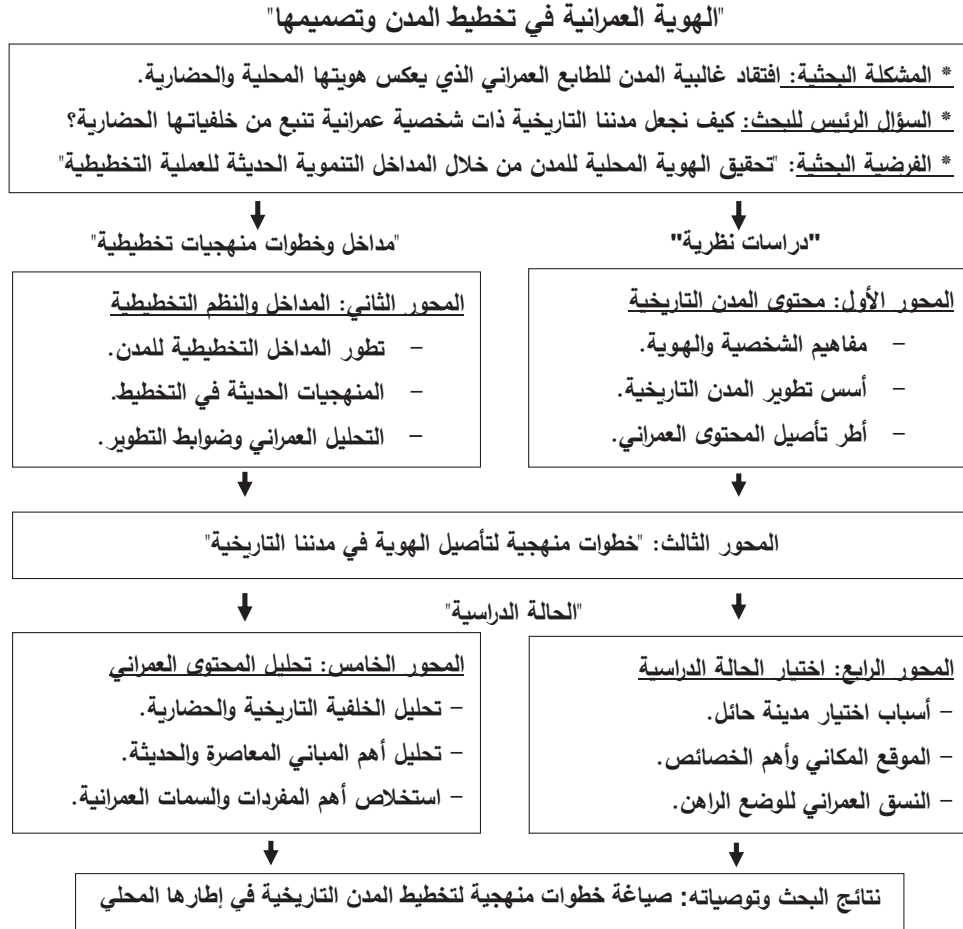 "الهوية العمرانية في تخطيط المدن وتصميمها"
* المشكلة البحثية: افتقاد غالبية المدن للطابع العمراني الذي يعكس هويتها المحلية والحضارية.
* السؤال الرئيس للبحث: كيف نجعل مدننا التاريخية ذات شخصية عمرانية تنبع من خلفياتها الحضارية؟
* الفرضية البحثية: "تحقيق الهوية المحلية للمدن من خلال المداخل التنموية الحديثة للعملية التخطيطية"
"دراسات نظرية"
المحور الأول: محتوى المدن التاريخية
– مفاهيم الشخصية والهوية.
– أسس تطوير المدن التاريخية.
– أطر تأصيل المحتوى العمراني.
"مداخل وخطوات منهجيات تخطيطية"
المحور الثاني: المداخل والنظم التخطيطية
– تطور المداخل التخطيطية للمدن.
– المنهجيات الحديثة في التخطيط.
– التحليل العمراني وضوابط التطوير.
المحور الثالث: "خطوات منهجية لتأصيل الهوية في مدننا التاريخية"
"الحالة الدراسية"
المحور الرابع: اختيار الحالة الدراسية
– أسباب اختيار مدينة حائل.
– الموقع المكاني وأهم الخصائص.
– النسق العمراني للوضع الراهن.
المحور الخامس: تحليل المحتوى العمراني
– تحليل الخلفية التاريخية والحضارية.
– تحليل أهم المباني المعاصرة والحديثة.
– استخلاص أهم المفردات والسمات العمرانية.
نتائج البحث وتوصياته: صياغة خطوات منهجية لتخطيط المدن التاريخية في إطارها المحلي